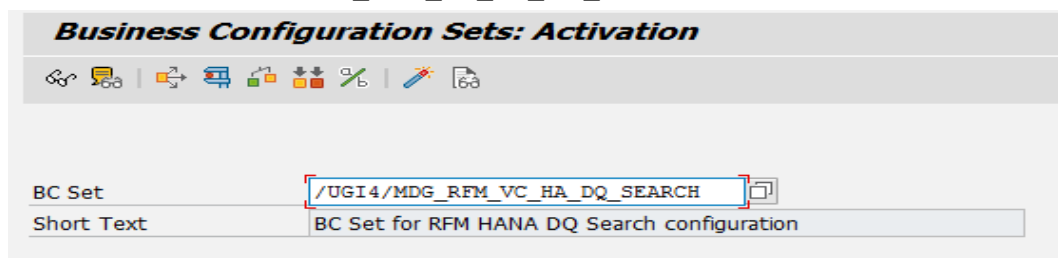 Business Configuration Sets: Activation
BC Set /UGI4/MDG_RFM_VC_HA_DQ_SEARCH
Short Text BC Set for RFM HANA DQ Search configuration